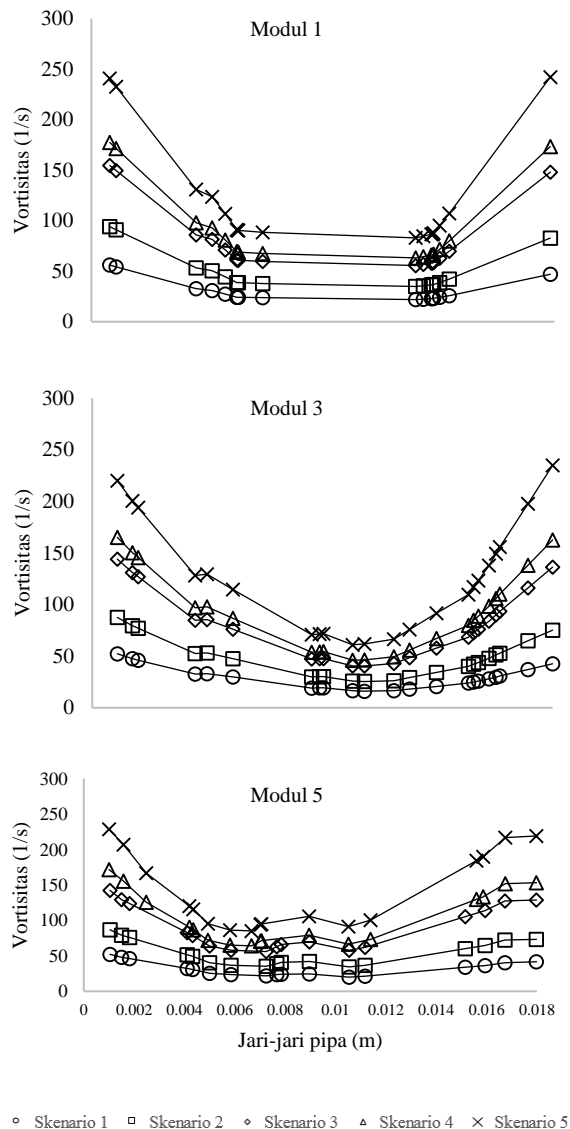 Modul 1
Vortisitas (1/s)
300
250
200
150
100
50
0
Modul 3
Vortisitas (1/s)
300
250
200
150
100
50
0
Modul 5
Vortisitas (1/s)
300
250
200
150
100
50
0
0 0.002 0.004 0.006 0.008 0.01 0.012 0.014 0.016 0.018
Jari-jari pipa (m)
Skenario 1 Skenario 2 Skenario 3 Skenario 4 Skenario 5